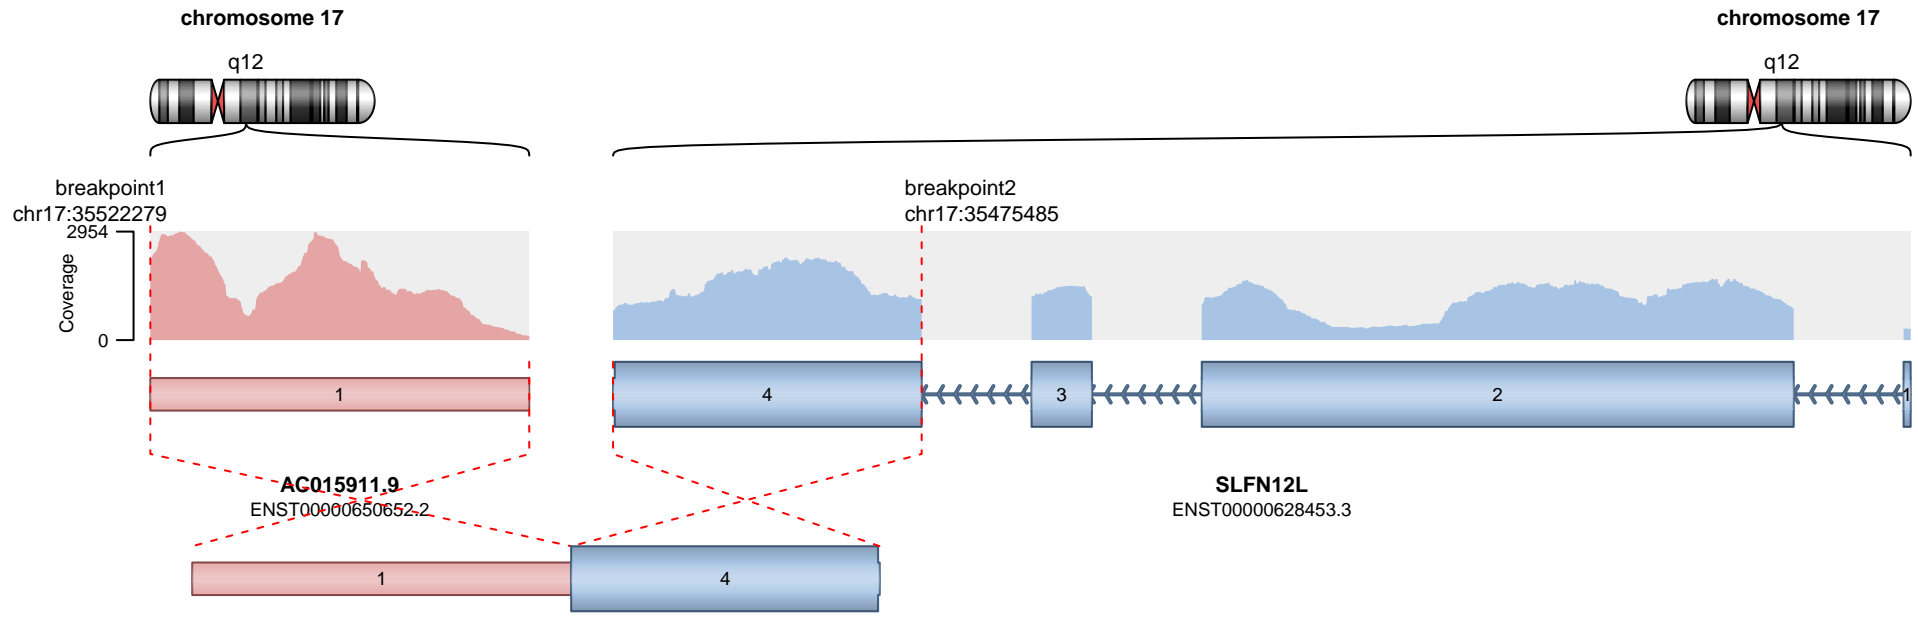 chromosome 17
chromosome 17
q12
q12
breakpoint1
chr17:35522279
breakpoint2
chr17:35475485
2954
Coverage
0
1
4
3
2
1
AC015911.9
ENST00000650652.2
SLFN12L
ENST00000628453.3
1
4